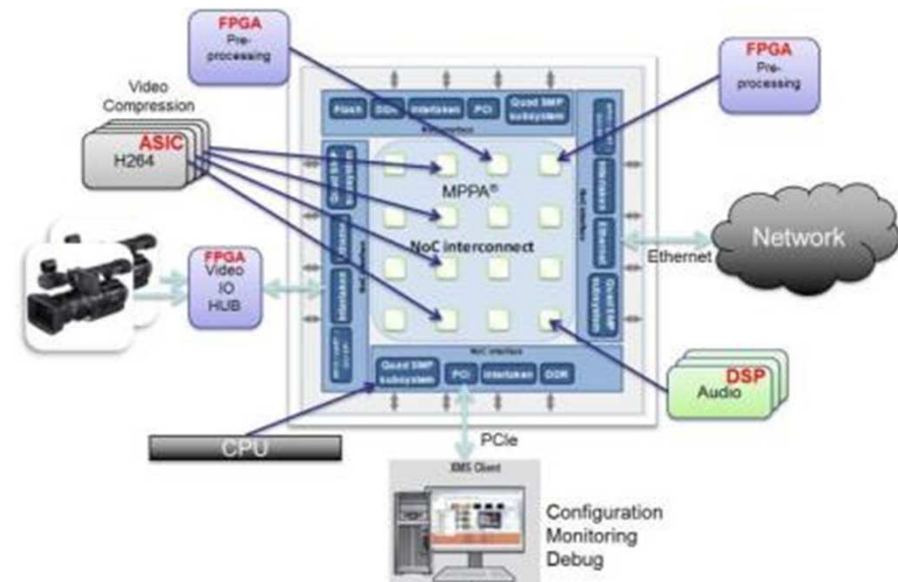 FPGA
Pre-
processing
FPGA
Pre-
processing
Video
Compression
ASIC
H264
Flash
DDR
Interlaken
PCI
Quad SMP
subsystem
MPPA®
NoC interconnect
Interlaken
Interlaken
Ethernet
Quad SMP
subsystem
Ethernet
Network
FPGA
Video
IO
HUB
NoC interface
Quad SMP
subsystem
PCI
Interlaken
DDR
DSP
Audio
CPU
PCIe
XMS Client
Configuration
Monitoring
Debug